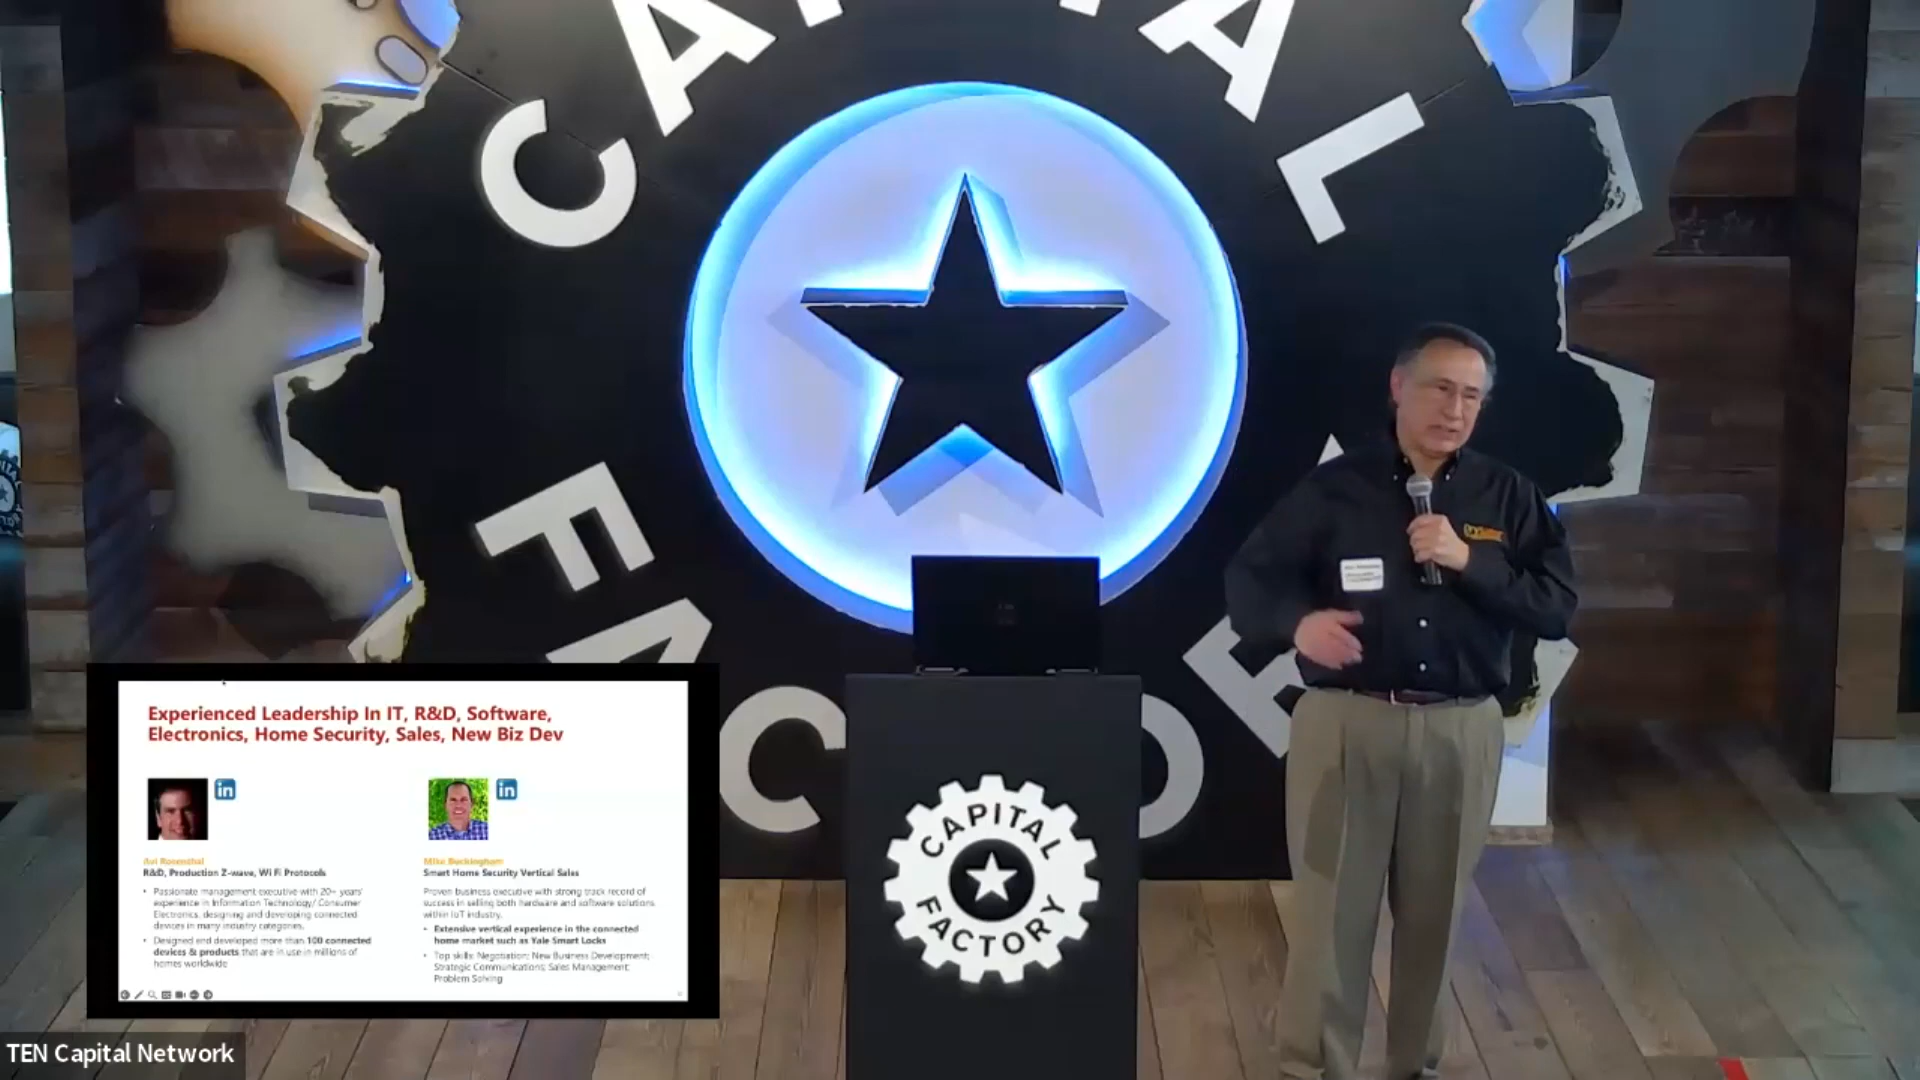 CAPITAL
FACTOR
Experienced Leadership In IT, R&D, Software,
Electronics, Home Security, Sales, New Biz Dev
in
in
Avi Rosenthal
R&D, Production Z-wave, Wi Fi Protocols
• Passionate management executive with 20+ years'
experience in Information Technology/ Consumer
Electronics, designing and developing connected
devices in many industry categories.
• Designed and developed more than 100 connected
devices & products that are in use in millions of
homes worldwide
Mike Buckingham
Smart Home Security Vertical Sales
Proven business executive with strong track record of
success in selling both hardware and software solutions
within IoT industry.
• Extensive vertical experience in the connected
home market such as Yale Smart Locks
• Top skills: Negotiation; New Business Development;
Strategic Communications; Sales Management;
Problem Solving
CAPITAL
FACTORY
TEN Capital Network